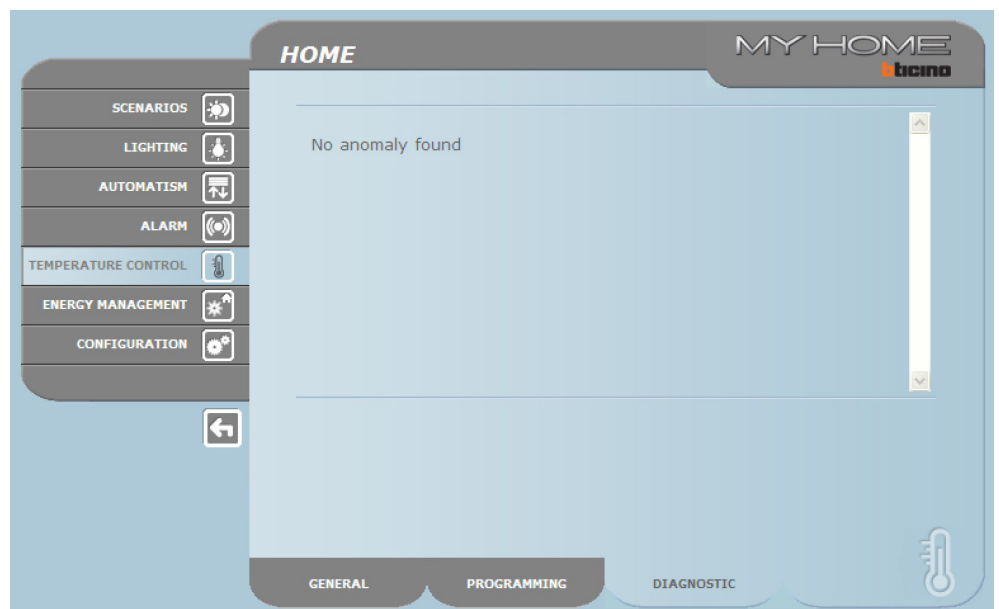 HOME
MY HOME
bticino
SCENARIOS
LIGHTING
AUTOMATISM
ALARM
TEMPERATURE CONTROL
ENERGY MANAGEMENT
CONFIGURATION
No anomaly found
GENERAL
PROGRAMMING
DIAGNOSTIC